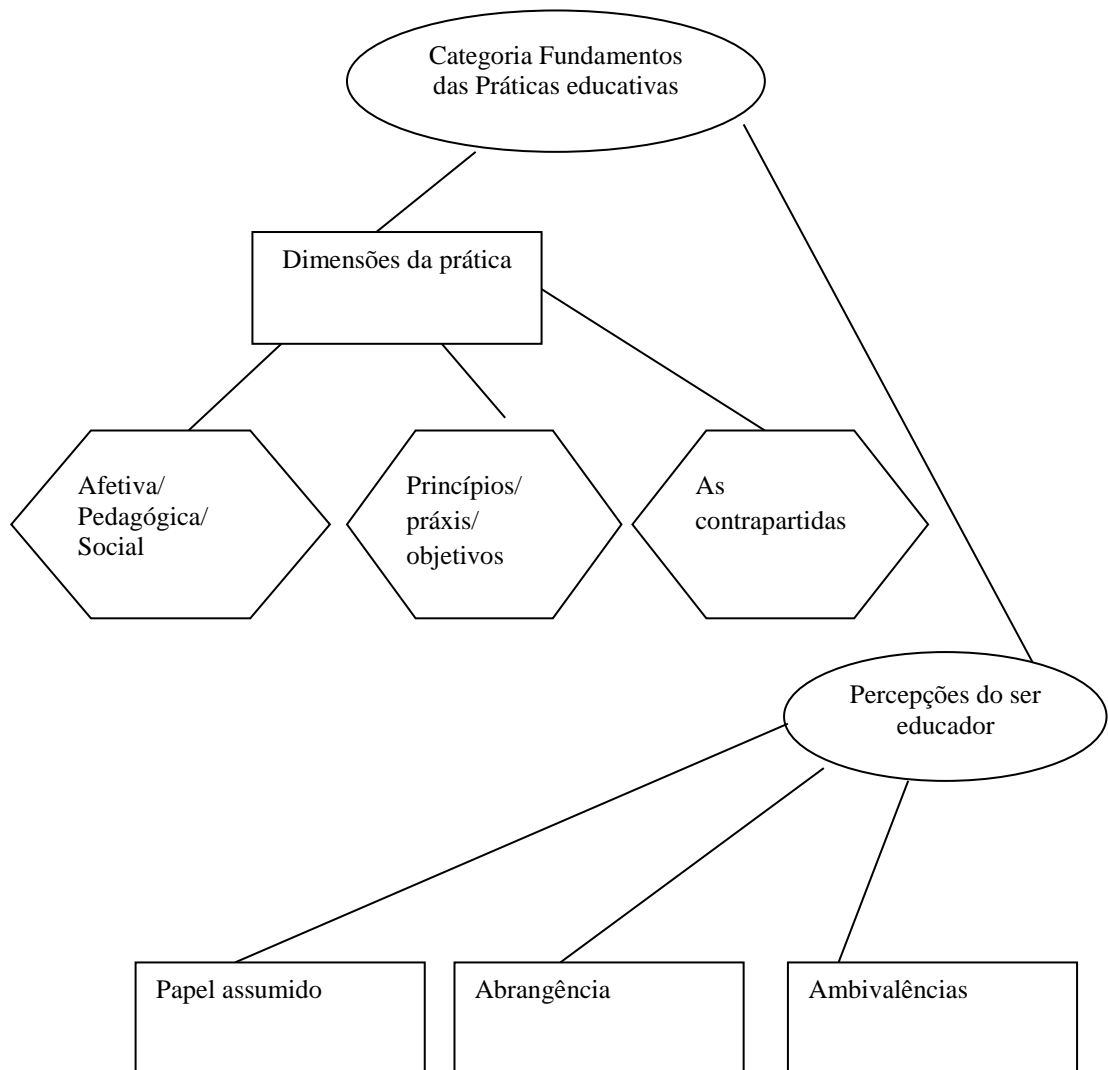 Categoria Fundamentos
das Práticas educativas
Dimensões da prática
Afetiva/
Pedagógica/
Social
Princípios/
práxis/
objetivos
As
contrapartidas
Percepções do ser
educador
Papel assumido
Abrangência
Ambivalências